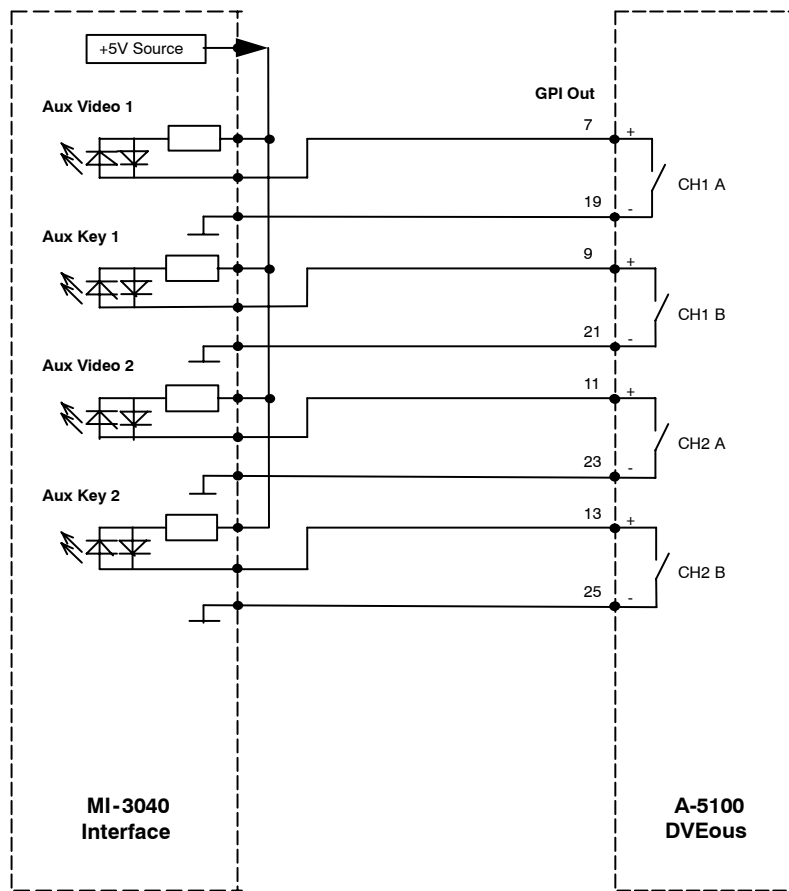 +5V Source
Aux Video 1
GPI Out
7
+
CH1 A
19
-
Aux Key 1
9
+
CH1 B
21
-
Aux Video 2
11
+
CH2 A
23
-
Aux Key 2
13
+
CH2 B
25
-
MI-3040
Interface
A-5100
DVEous